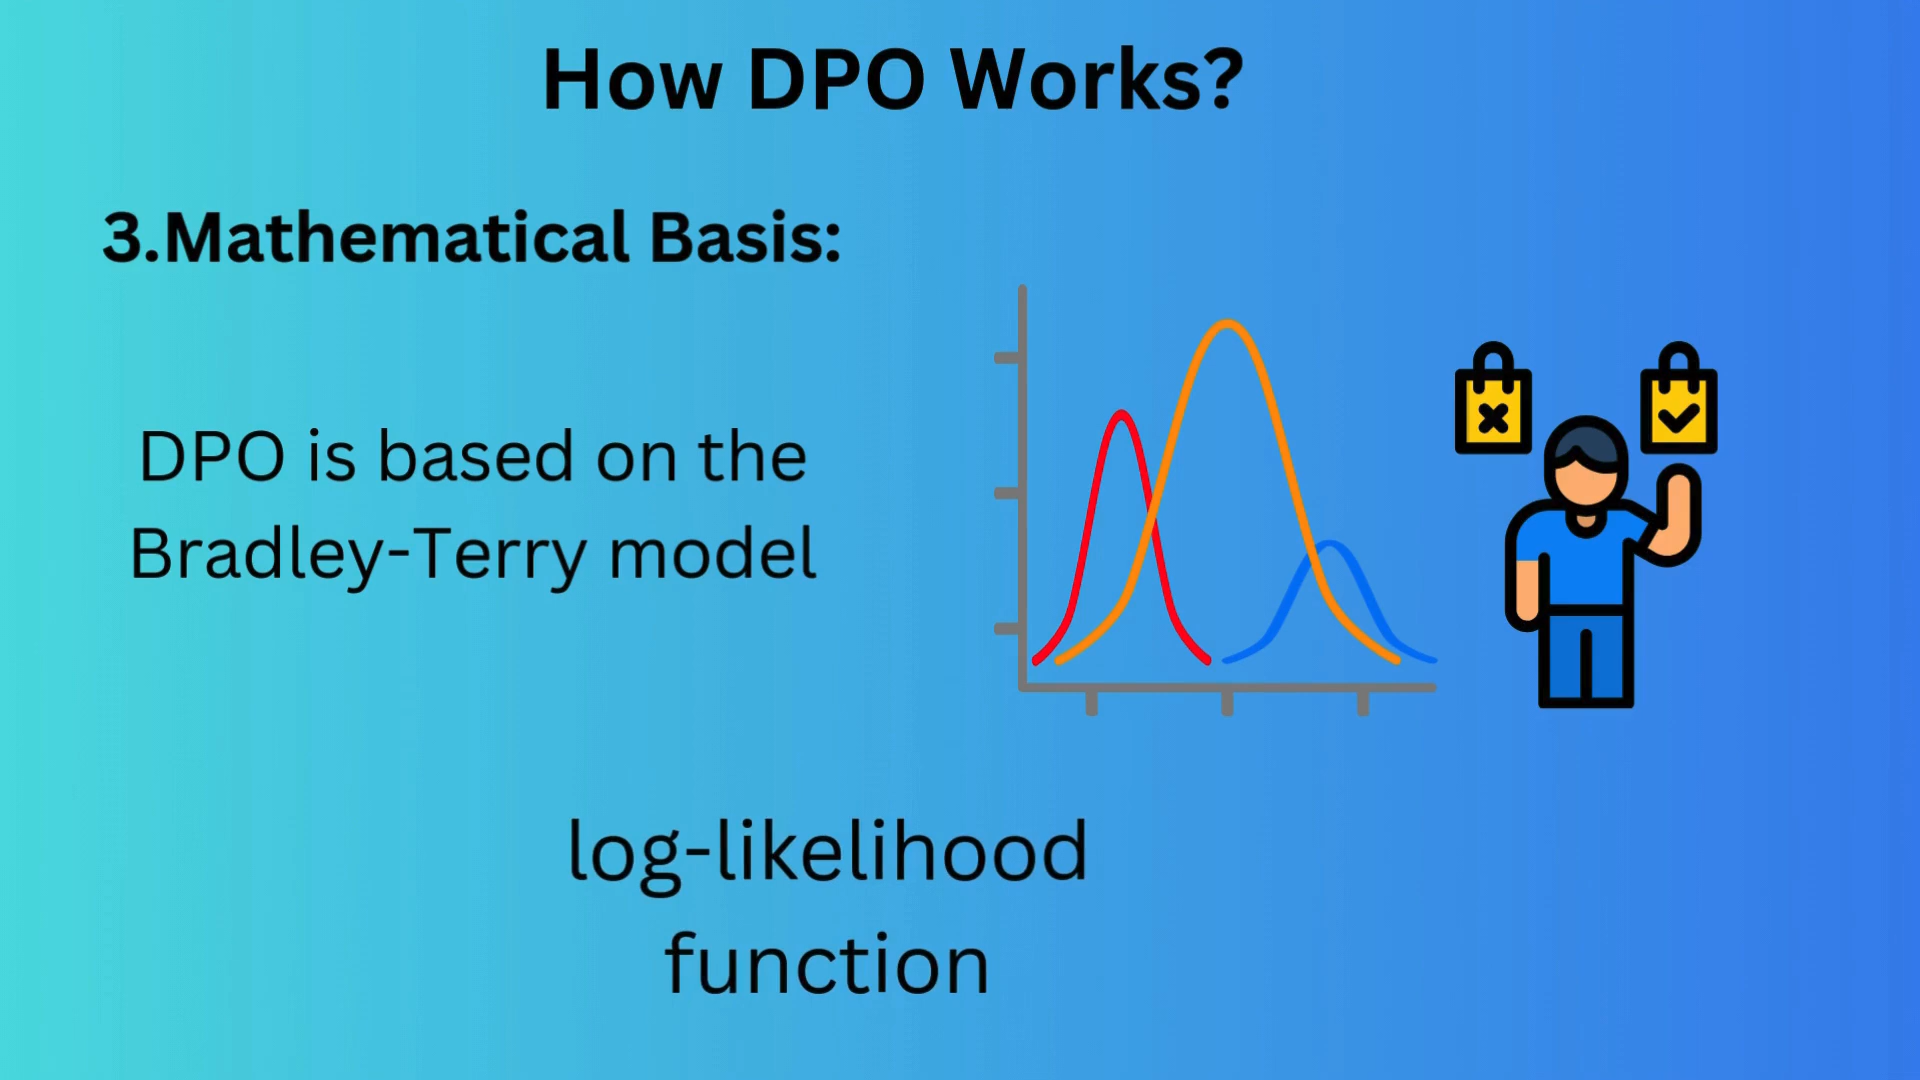 How DPO Works?
3.Mathematical Basis:
DPO is based on the
Bradley-Terry model
log-likelihood
function